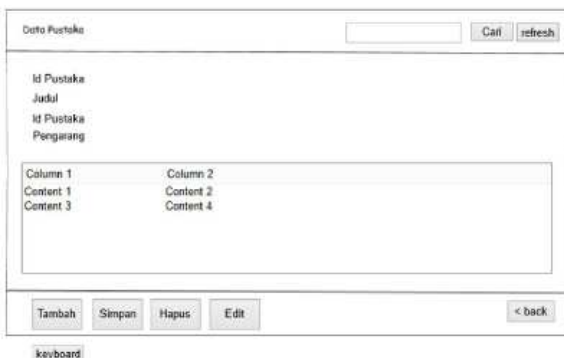 Data Pustaka
Cari refresh
Id Pustaka
Judul
Id Pustaka
Pengarang
Column 1 Column 2
Content 1 Content 2
Content 3 Content 4
Tambah Simpan Hapus Edit < back
keyboard